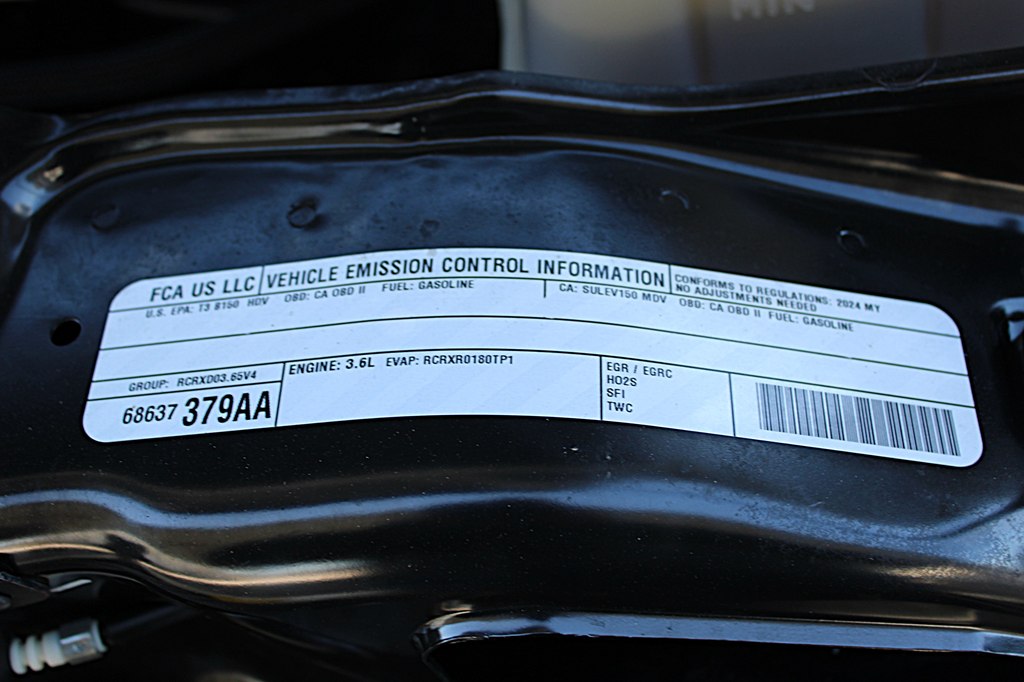 MIN
FCA US LLC
VEHICLE EMISSION CONTROL INFORMATION
CONFORMS TO REGULATIONS: 2024 MY
NO ADJUSTMENTS NEEDED
U.S. EPA: T3 B150 HDV OBD: CA OBD II FUEL: GASOLINE
CA: SULEV150 MDV OBD: CA OBD II FUEL: GASOLINE
GROUP: RCRXD03.65V4
68637 379AA
ENGINE: 3.6L EVAP: RCRXR0180TP1
EGR / EGRC
HO2S
SFI
TWC